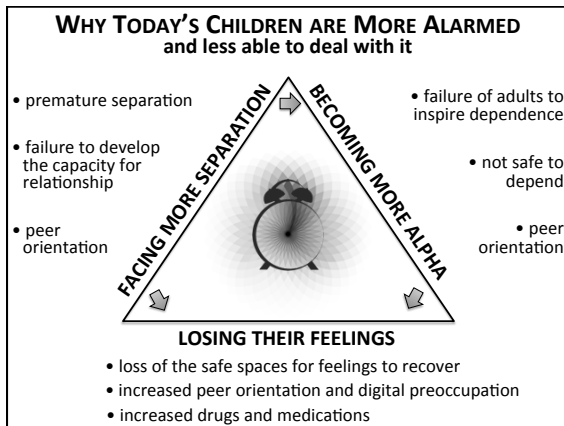 WHY TODAY'S CHILDREN ARE MORE ALARMED
and less able to deal with it
• premature separation
• failure to develop
the capacity for
relationship
• peer
orientation
FACING MORE SEPARATION
BECOMING MORE ALPHA
• failure of adults to
inspire dependence
• not safe to
depend
• peer
orientation
LOSING THEIR FEELINGS
• loss of the safe spaces for feelings to recover
• increased peer orientation and digital preoccupation
• increased drugs and medications